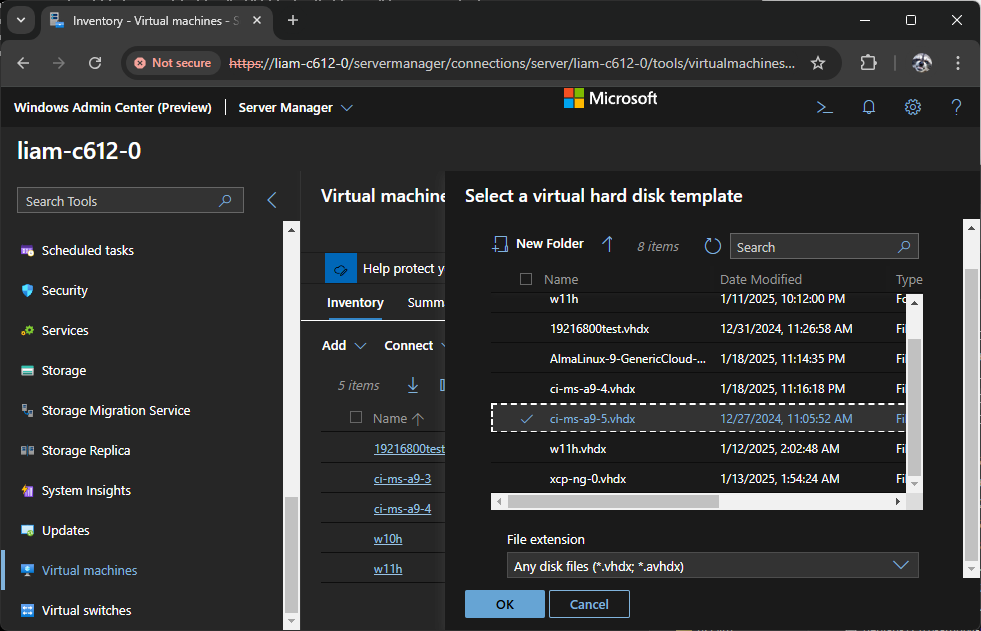 Inventory - Virtual machines - S
Not secure
https://liam-c612-0/servermanager/connections/server/liam-c612-0/tools/virtualmachines...
Windows Admin Center (Preview)
Server Manager
Microsoft
liam-c612-0
Search Tools
Scheduled tasks
Security
Services
Storage
Storage Migration Service
Storage Replica
System Insights
Updates
Virtual machines
Virtual switches
Virtual machine
Help protect y
Inventory Summ
Add Connect
5 items
Name
19216800test
ci-ms-a9-3
ci-ms-a9-4
w10h
w11h
Select a virtual hard disk template
New Folder 8 items Search
Name Date Modified Type
w11h 1/11/2025, 10:12:00 PM Fo
19216800test.vhdx 12/31/2024, 11:26:58 AM Fil
AlmaLinux-9-GenericCloud-... 1/18/2025, 11:14:35 PM Fil
ci-ms-a9-4.vhdx 1/18/2025, 11:16:18 PM Fil
ci-ms-a9-5.vhdx 12/27/2024, 11:05:52 AM Fil
w11h.vhdx 1/12/2025, 2:02:48 AM Fil
xcp-ng-0.vhdx 1/13/2025, 1:54:24 AM Fil
File extension
Any disk files (*.vhdx; *.avhdx)
OK Cancel